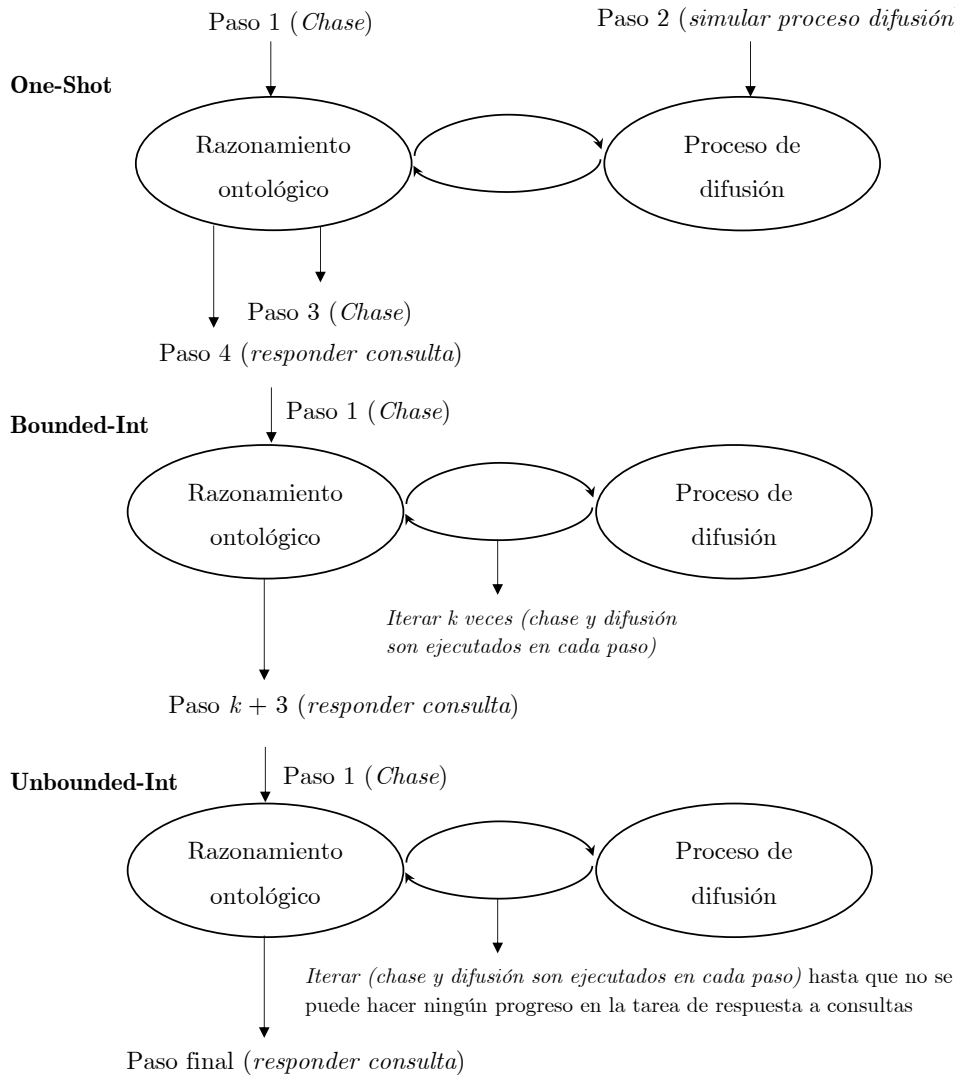 Paso 1 (Chase)
Paso 2 (simular proceso difusión)
One-Shot
Razonamiento
ontológico
Proceso de
difusión
Paso 3 (Chase)
Paso 4 (responder consulta)
Paso 1 (Chase)
Bounded-Int
Razonamiento
ontológico
Proceso de
difusión
Iterar k veces (chase y difusión
son ejecutados en cada paso)
Paso k + 3 (responder consulta)
Paso 1 (Chase)
Unbounded-Int
Razonamiento
ontológico
Proceso de
difusión
Iterar (chase y difusión son ejecutados en cada paso) hasta que no se
puede hacer ningún progreso en la tarea de respuesta a consultas
Paso final (responder consulta)